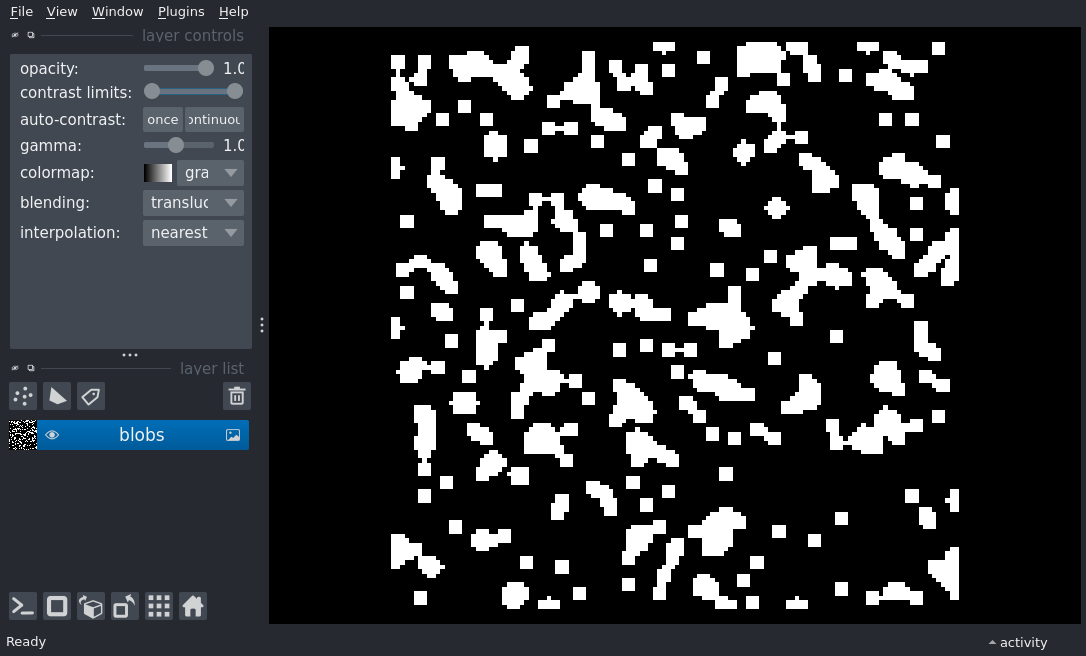 File View Window Plugins Help
layer controls
opacity: 1.0
contrast limits:
auto-contrast: once ontinuou
gamma: 1.0
colormap: gra
blending: transluc
interpolation: nearest
layer list
blobs
Ready
activity